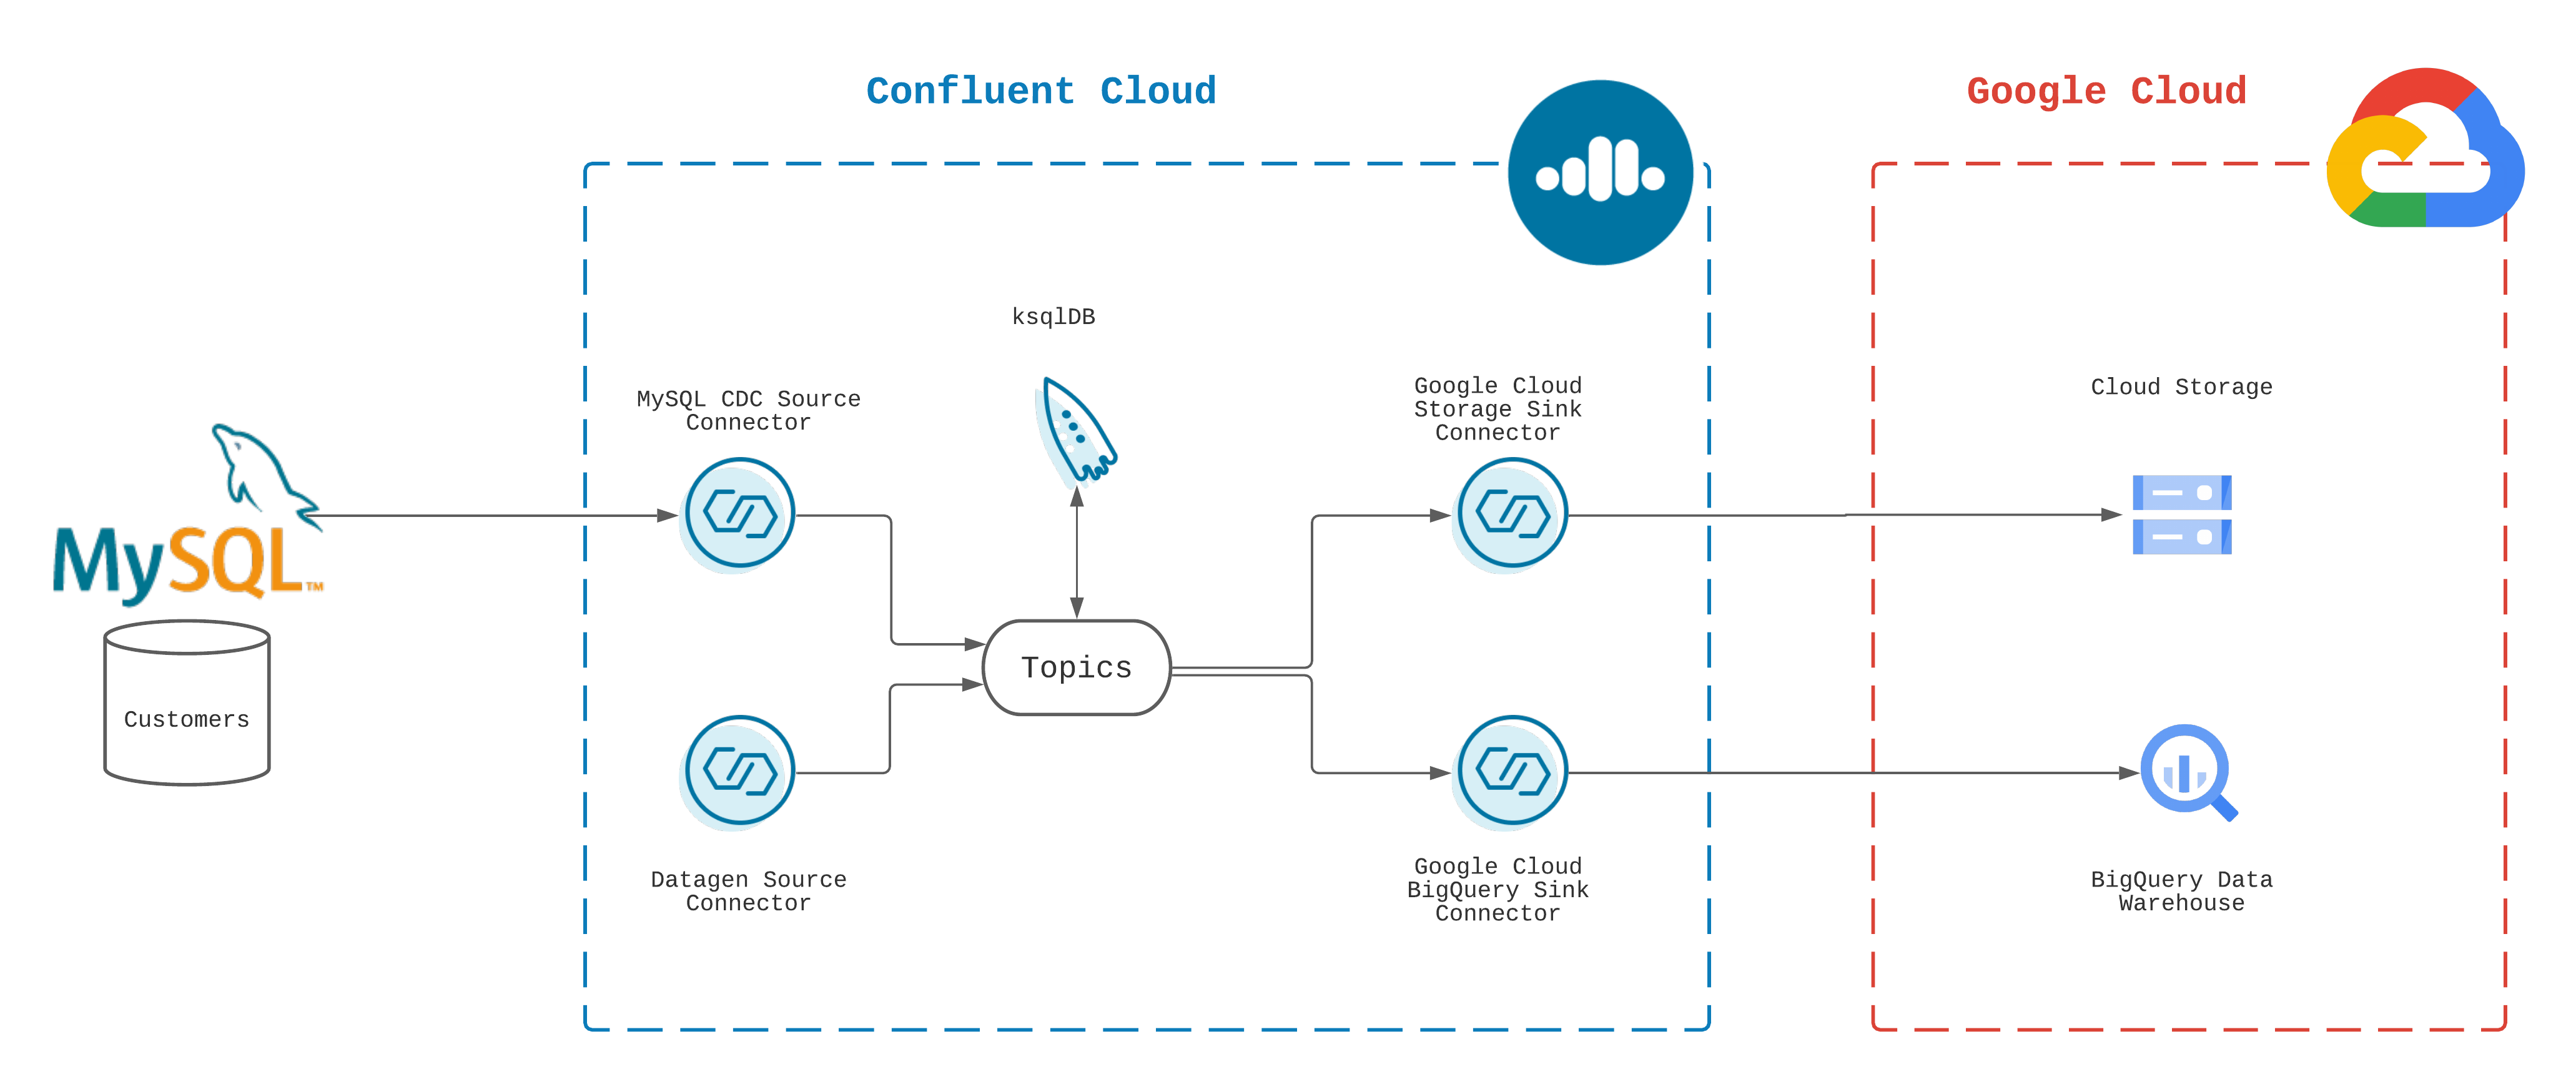 Confluent Cloud
Google Cloud
ksqlDB
MySQL CDC Source
Connector
Google Cloud
Storage Sink
Connector
Cloud Storage
MySQL™
Topics
Customers
Datagen Source
Connector
Google Cloud
BigQuery Sink
Connector
BigQuery Data
Warehouse